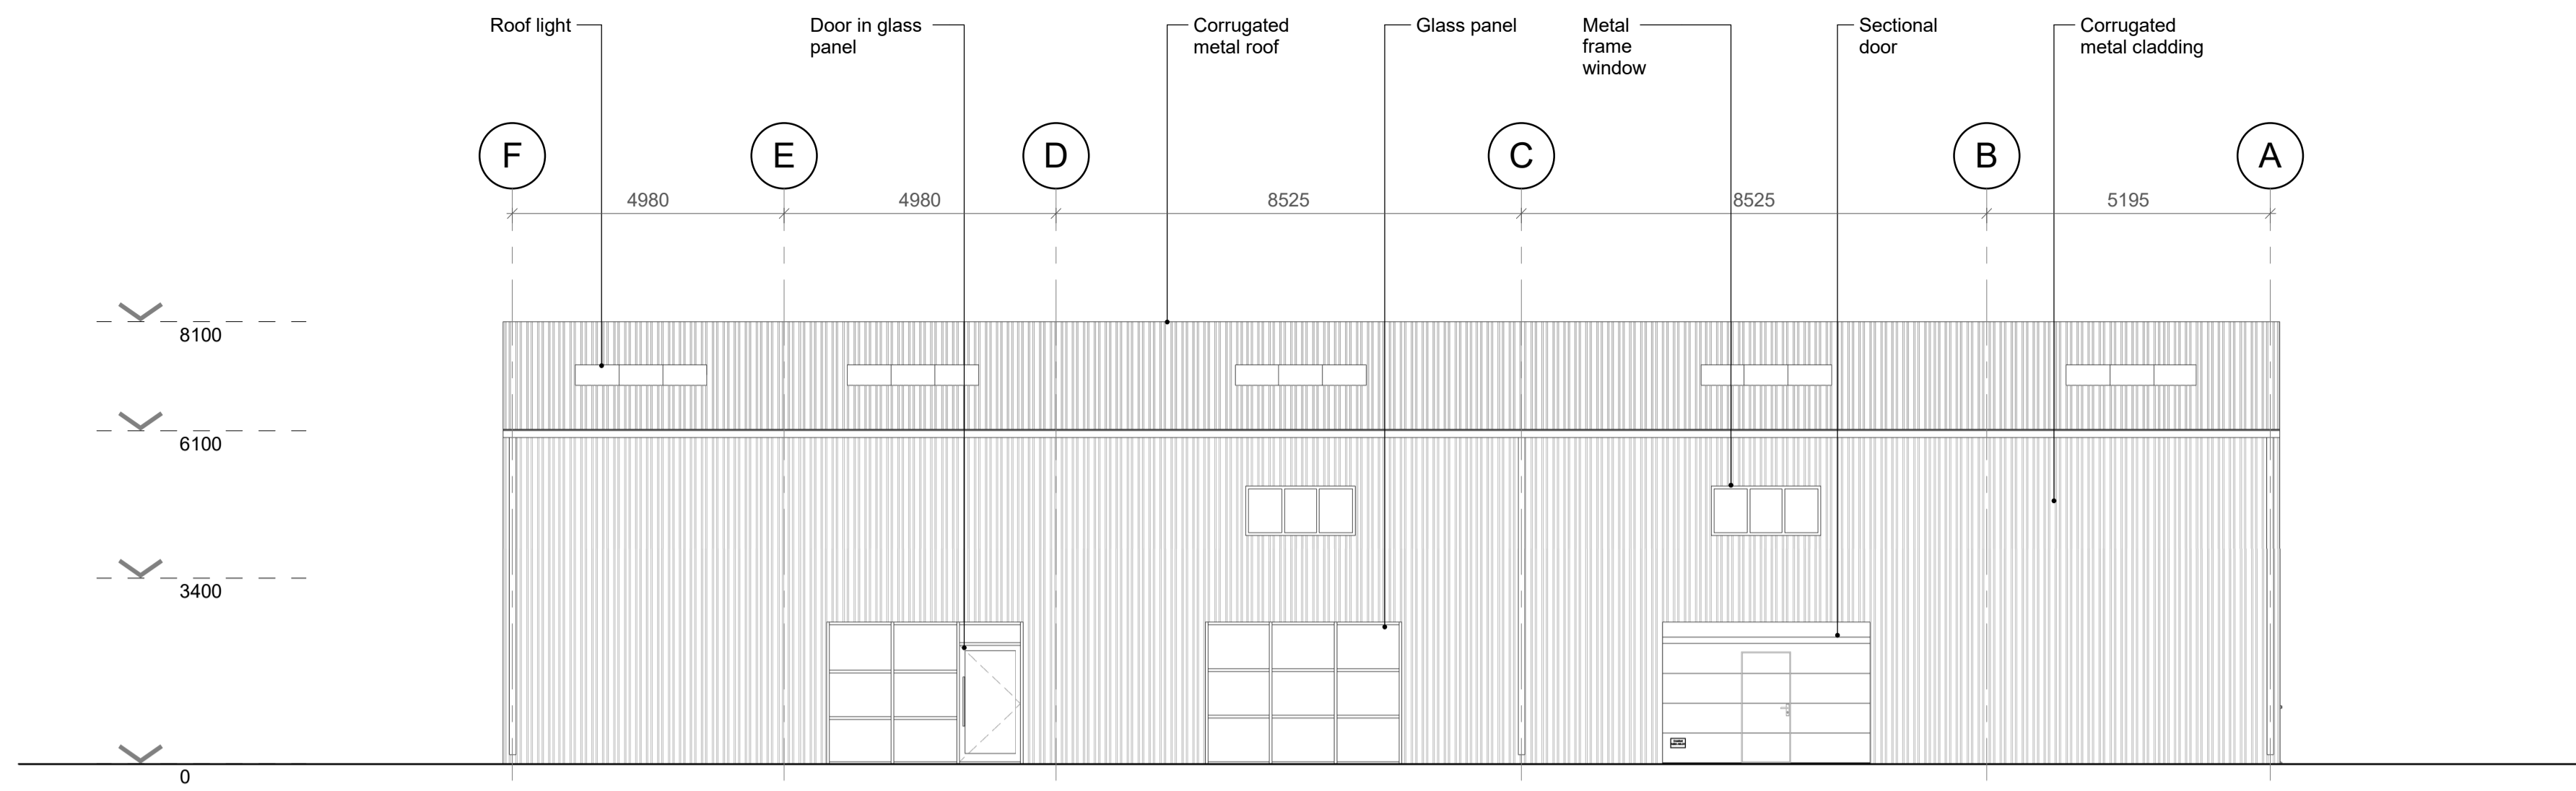 Roof light
Door in glass
panel
Corrugated
metal roof
Glass panel
Metal
frame
window
Sectional
door
Corrugated
metal cladding
F
E
D
C
B
A
4980
4980
8525
8525
5195
8100
6100
3400
0